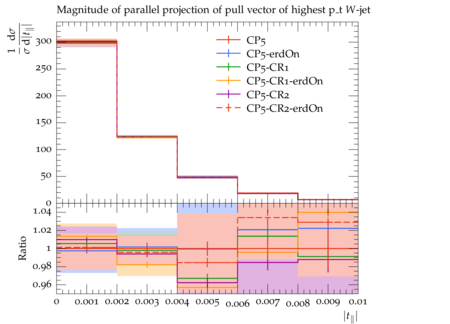 Magnitude of parallel projection of pull vector of highest p_t W-jet
1/σ dσ/d|t∥|
300
250
200
150
100
50
0
CP5
CP5-erdOn
CP5-CR1
CP5-CR1-erdOn
CP5-CR2
CP5-CR2-erdOn
Ratio
1.04
1.02
1
0.98
0.96
0 0.001 0.002 0.003 0.004 0.005 0.006 0.007 0.008 0.009 0.01
|t∥|